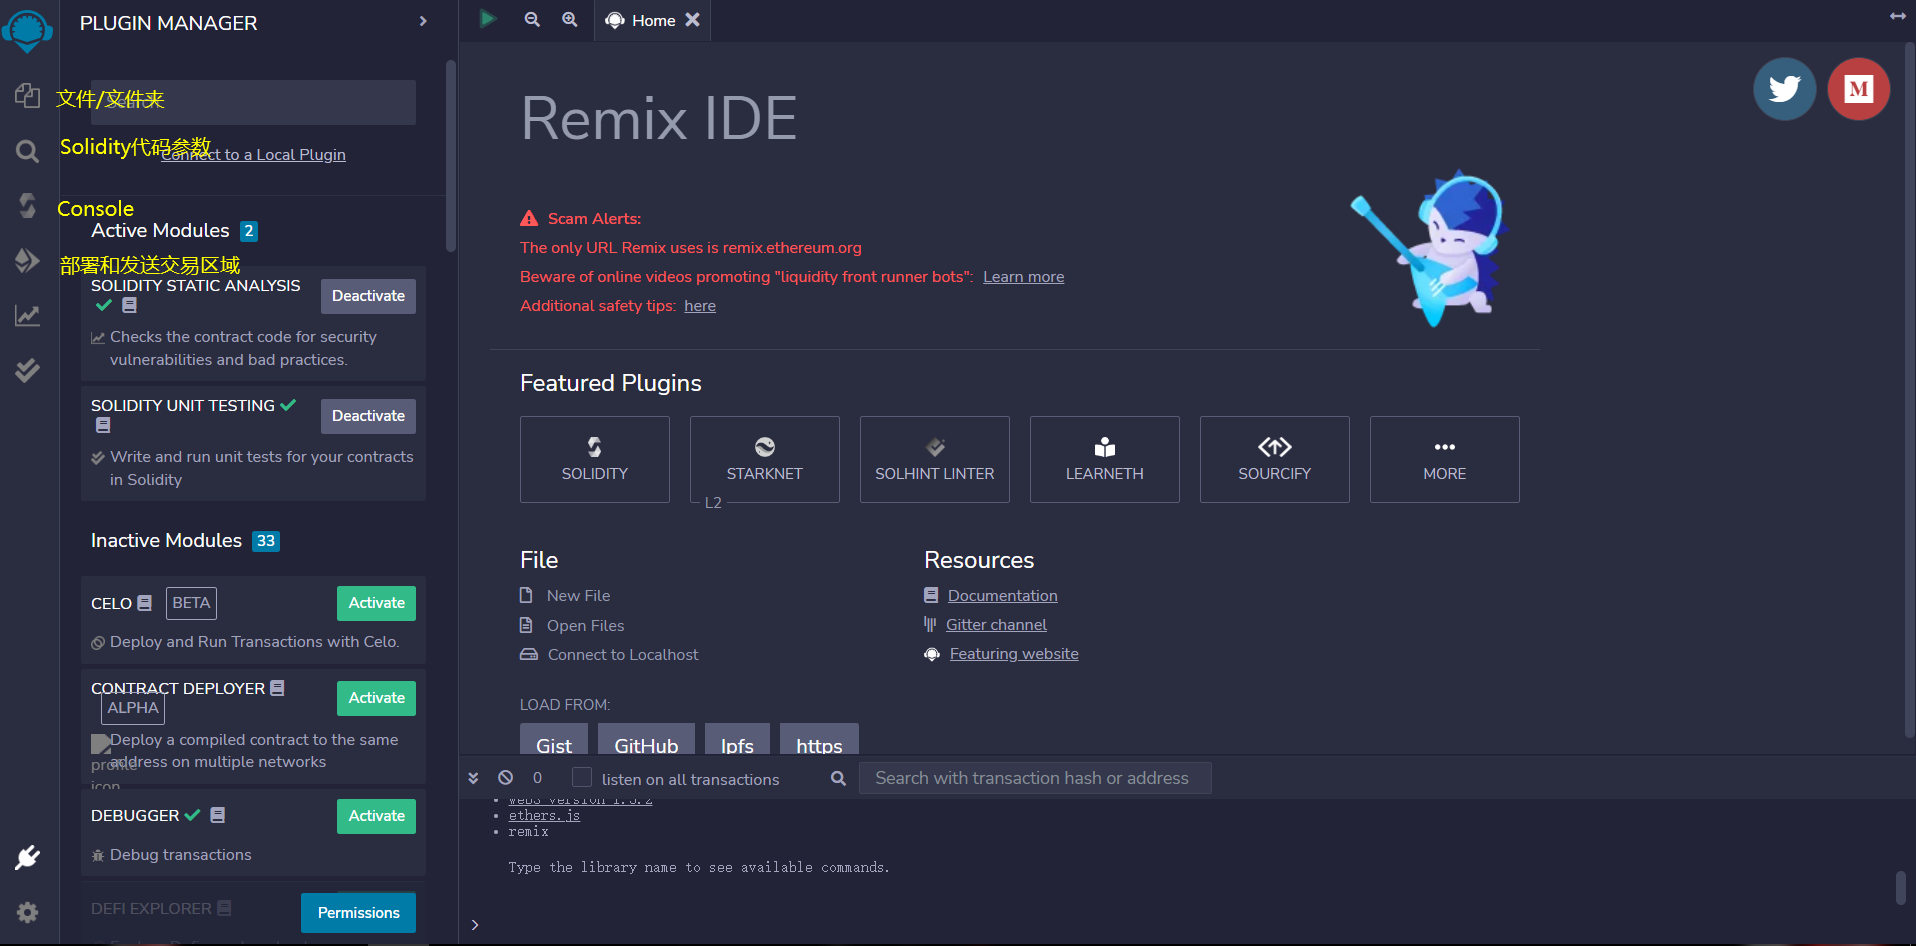 PLUGIN MANAGER
文件/文件夹
Solidity代码参数
Connect to a Local Plugin
Console
Active Modules 2
部署和发送交易区域
SOLIDITY STATIC ANALYSIS
Deactivate
Checks the contract code for security
vulnerabilities and bad practices.
SOLIDITY UNIT TESTING
Deactivate
Write and run unit tests for your contracts
in Solidity
Inactive Modules 33
CELO BETA
Activate
Deploy and Run Transactions with Celo.
CONTRACT DEPLOYER
ALPHA
Activate
Deploy a compiled contract to the same
address on multiple networks
profile
icon
DEBUGGER
Activate
Debug transactions
DEFI EXPLORER
Permissions
Home
Remix IDE
M
Scam Alerts:
The only URL Remix uses is remix.ethereum.org
Beware of online videos promoting "liquidity front runner bots": Learn more
Additional safety tips: here
Featured Plugins
SOLIDITY
STARKNET
L2
SOLHINT LINTER
LEARNETH
SOURCIFY
MORE
File
New File
Open Files
Connect to Localhost
LOAD FROM:
Gist GitHub Ipfs https
Resources
Documentation
Gitter channel
Featuring website
0 listen on all transactions Search with transaction hash or address
web3 version 1.5.2
ethers.js
remix
Type the library name to see available commands.
>